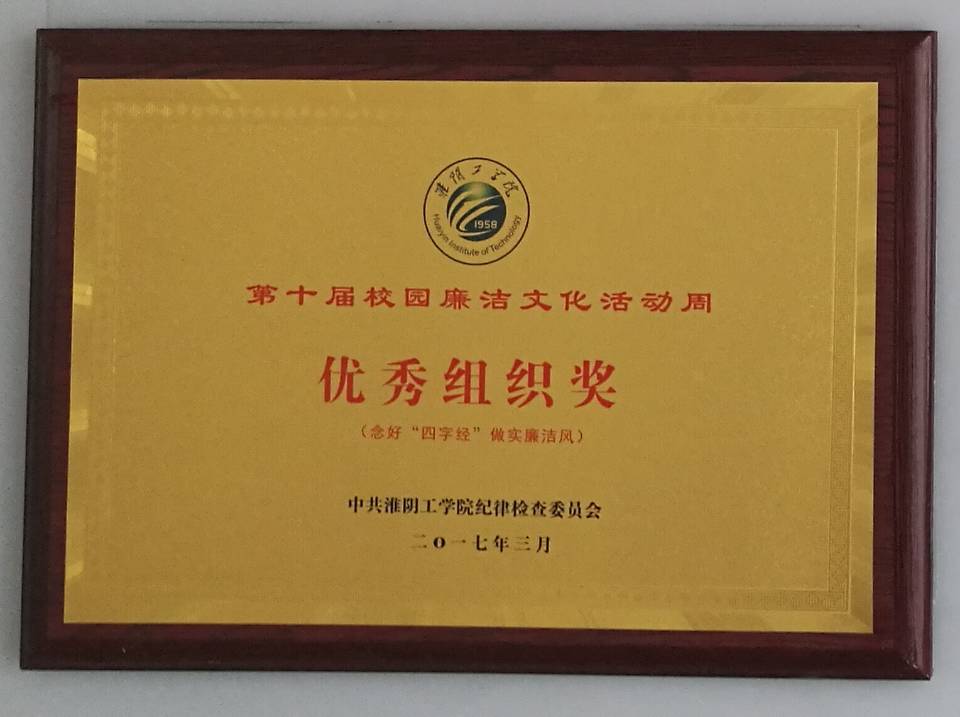 淮阴工学院
1958
Huaiyin Institute of Technology
第十届校园廉洁文化活动周
优秀组织奖
（念好“四字经”做实廉洁风）
中共淮阴工学院纪律检查委员会
二O一七年三月